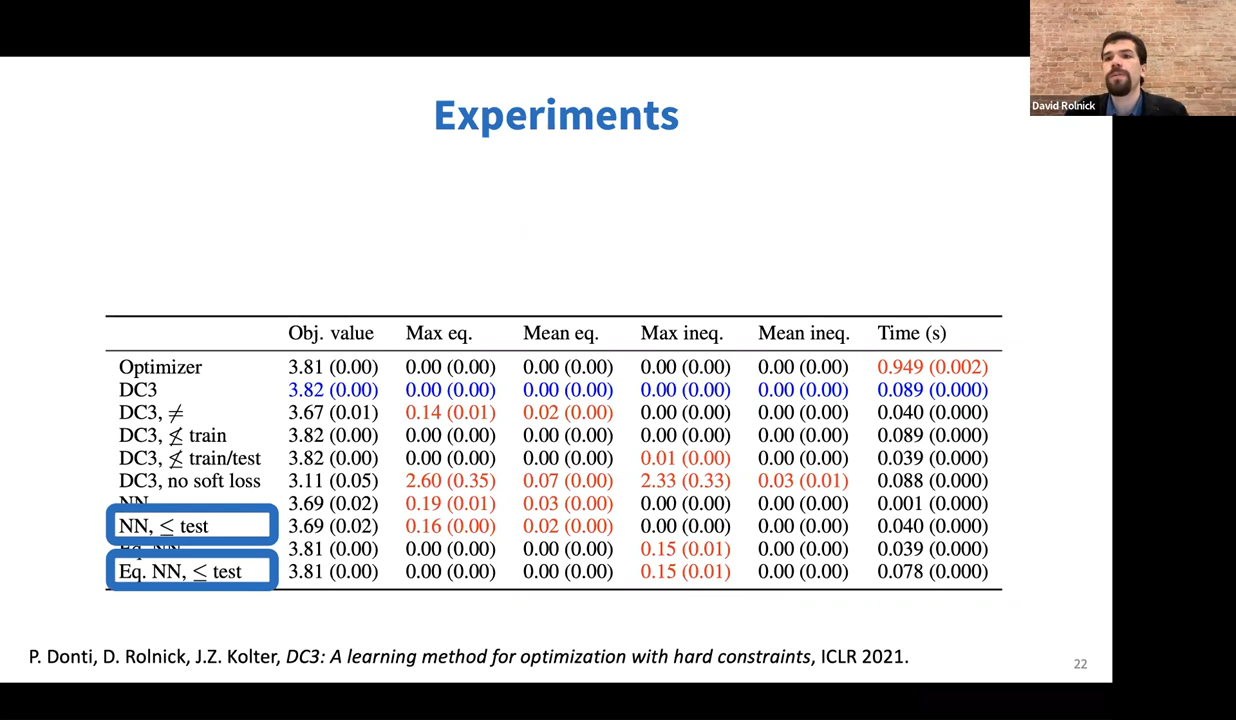 David Rolnick
Experiments
Obj. value Max eq. Mean eq. Max ineq. Mean ineq. Time (s)
Optimizer 3.81 (0.00) 0.00 (0.00) 0.00 (0.00) 0.00 (0.00) 0.00 (0.00) 0.949 (0.002)
DC3 3.82 (0.00) 0.00 (0.00) 0.00 (0.00) 0.00 (0.00) 0.00 (0.00) 0.089 (0.000)
DC3, ≠ 3.67 (0.01) 0.14 (0.01) 0.02 (0.00) 0.00 (0.00) 0.00 (0.00) 0.040 (0.000)
DC3, ≰ train 3.82 (0.00) 0.00 (0.00) 0.00 (0.00) 0.00 (0.00) 0.00 (0.00) 0.089 (0.000)
DC3, ≰ train/test 3.82 (0.00) 0.00 (0.00) 0.00 (0.00) 0.01 (0.00) 0.00 (0.00) 0.039 (0.000)
DC3, no soft loss 3.11 (0.05) 2.60 (0.35) 0.07 (0.00) 2.33 (0.33) 0.03 (0.01) 0.088 (0.000)
NN 3.69 (0.02) 0.19 (0.01) 0.03 (0.00) 0.00 (0.00) 0.00 (0.00) 0.001 (0.000)
NN, ≤ test 3.69 (0.02) 0.16 (0.00) 0.02 (0.00) 0.00 (0.00) 0.00 (0.00) 0.040 (0.000)
Eq. NN 3.81 (0.00) 0.00 (0.00) 0.00 (0.00) 0.15 (0.01) 0.00 (0.00) 0.039 (0.000)
Eq. NN, ≤ test 3.81 (0.00) 0.00 (0.00) 0.00 (0.00) 0.15 (0.01) 0.00 (0.00) 0.078 (0.000)
P. Donti, D. Rolnick, J.Z. Kolter, DC3: A learning method for optimization with hard constraints, ICLR 2021.
22